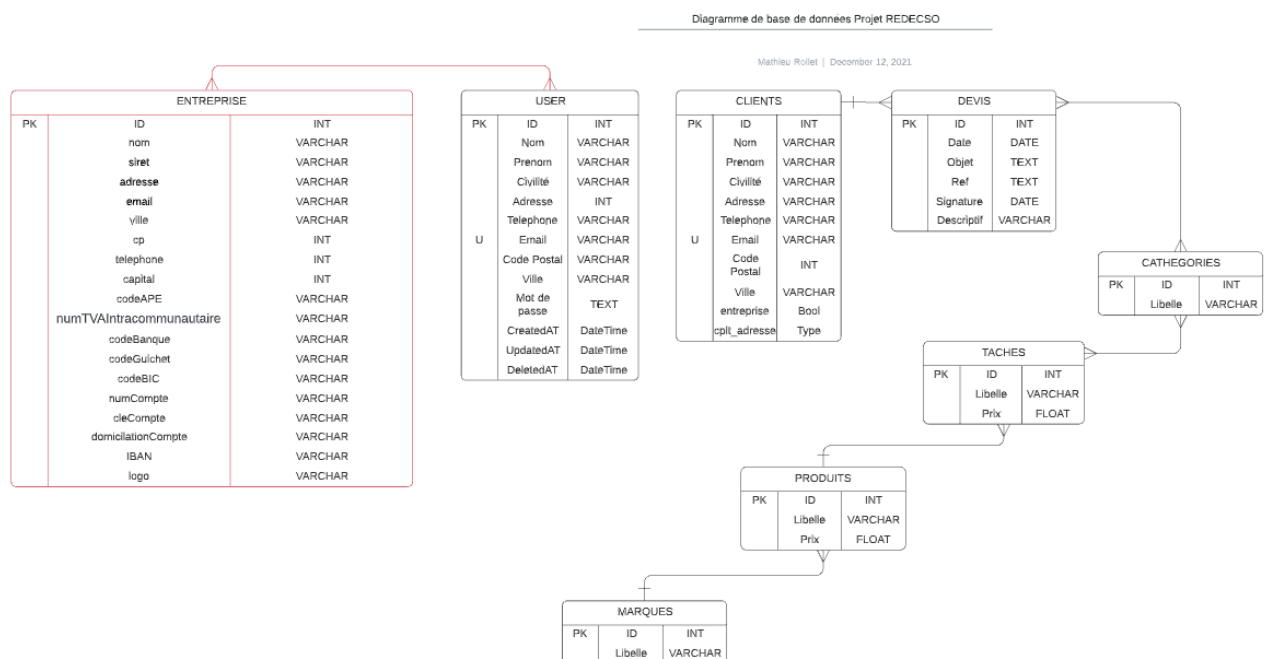 Diagramme de base de données Projet REDECSO
Mathieu Rollet | December 12, 2021
ENTREPRISE
PK ID INT
nom VARCHAR
siret VARCHAR
adresse VARCHAR
email VARCHAR
ville VARCHAR
cp INT
telephone INT
capital INT
codeAPE VARCHAR
numTVAIntracommunautaire VARCHAR
codeBanque VARCHAR
codeGuichet VARCHAR
codeBIC VARCHAR
numCompte VARCHAR
cleCompte VARCHAR
domicilationCompte VARCHAR
IBAN VARCHAR
logo VARCHAR
USER
PK ID INT
Nom VARCHAR
Prenom VARCHAR
Civilité VARCHAR
Adresse INT
Telephone VARCHAR
U Email VARCHAR
Code Postal VARCHAR
Ville VARCHAR
Mot de
passe TEXT
CreatedAT DateTime
UpdatedAT DateTime
DeletedAT DateTime
CLIENTS
PK ID INT
Nom VARCHAR
Prenom VARCHAR
Civilité VARCHAR
Adresse VARCHAR
Telephone VARCHAR
U Email VARCHAR
Code
Postal INT
Ville VARCHAR
entreprise Bool
cplt_adresse Type
DEVIS
PK ID INT
Date DATE
Objet TEXT
Ref TEXT
Signature DATE
Descriptif VARCHAR
CATHEGORIES
PK ID INT
Libelle VARCHAR
TACHES
PK ID INT
Libelle VARCHAR
Prix FLOAT
PRODUITS
PK ID INT
Libelle VARCHAR
Prix FLOAT
MARQUES
PK ID INT
Libelle VARCHAR